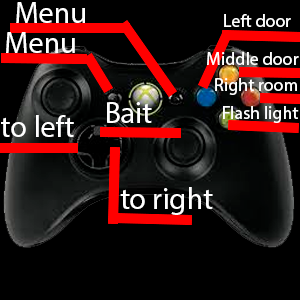 Menu
Left door
Menu
Middle door
Right room
Bait
Flash light
to left
to right